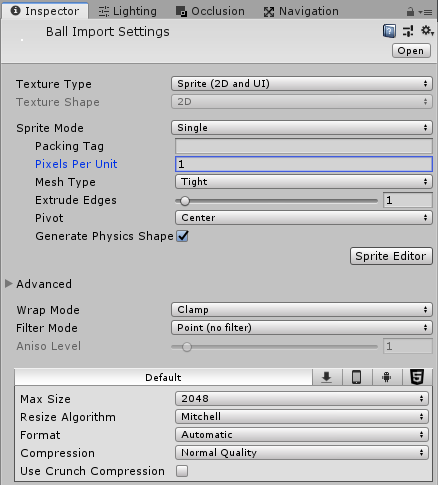 Inspector Lighting Occlusion Navigation
Ball Import Settings
Open
Texture Type Sprite (2D and UI)
Texture Shape 2D
Sprite Mode Single
Packing Tag
Pixels Per Unit 1
Mesh Type Tight
Extrude Edges 1
Pivot Center
Generate Physics Shape
Sprite Editor
Advanced
Wrap Mode Clamp
Filter Mode Point (no filter)
Aniso Level 1
Default
Max Size 2048
Resize Algorithm Mitchell
Format Automatic
Compression Normal Quality
Use Crunch Compression